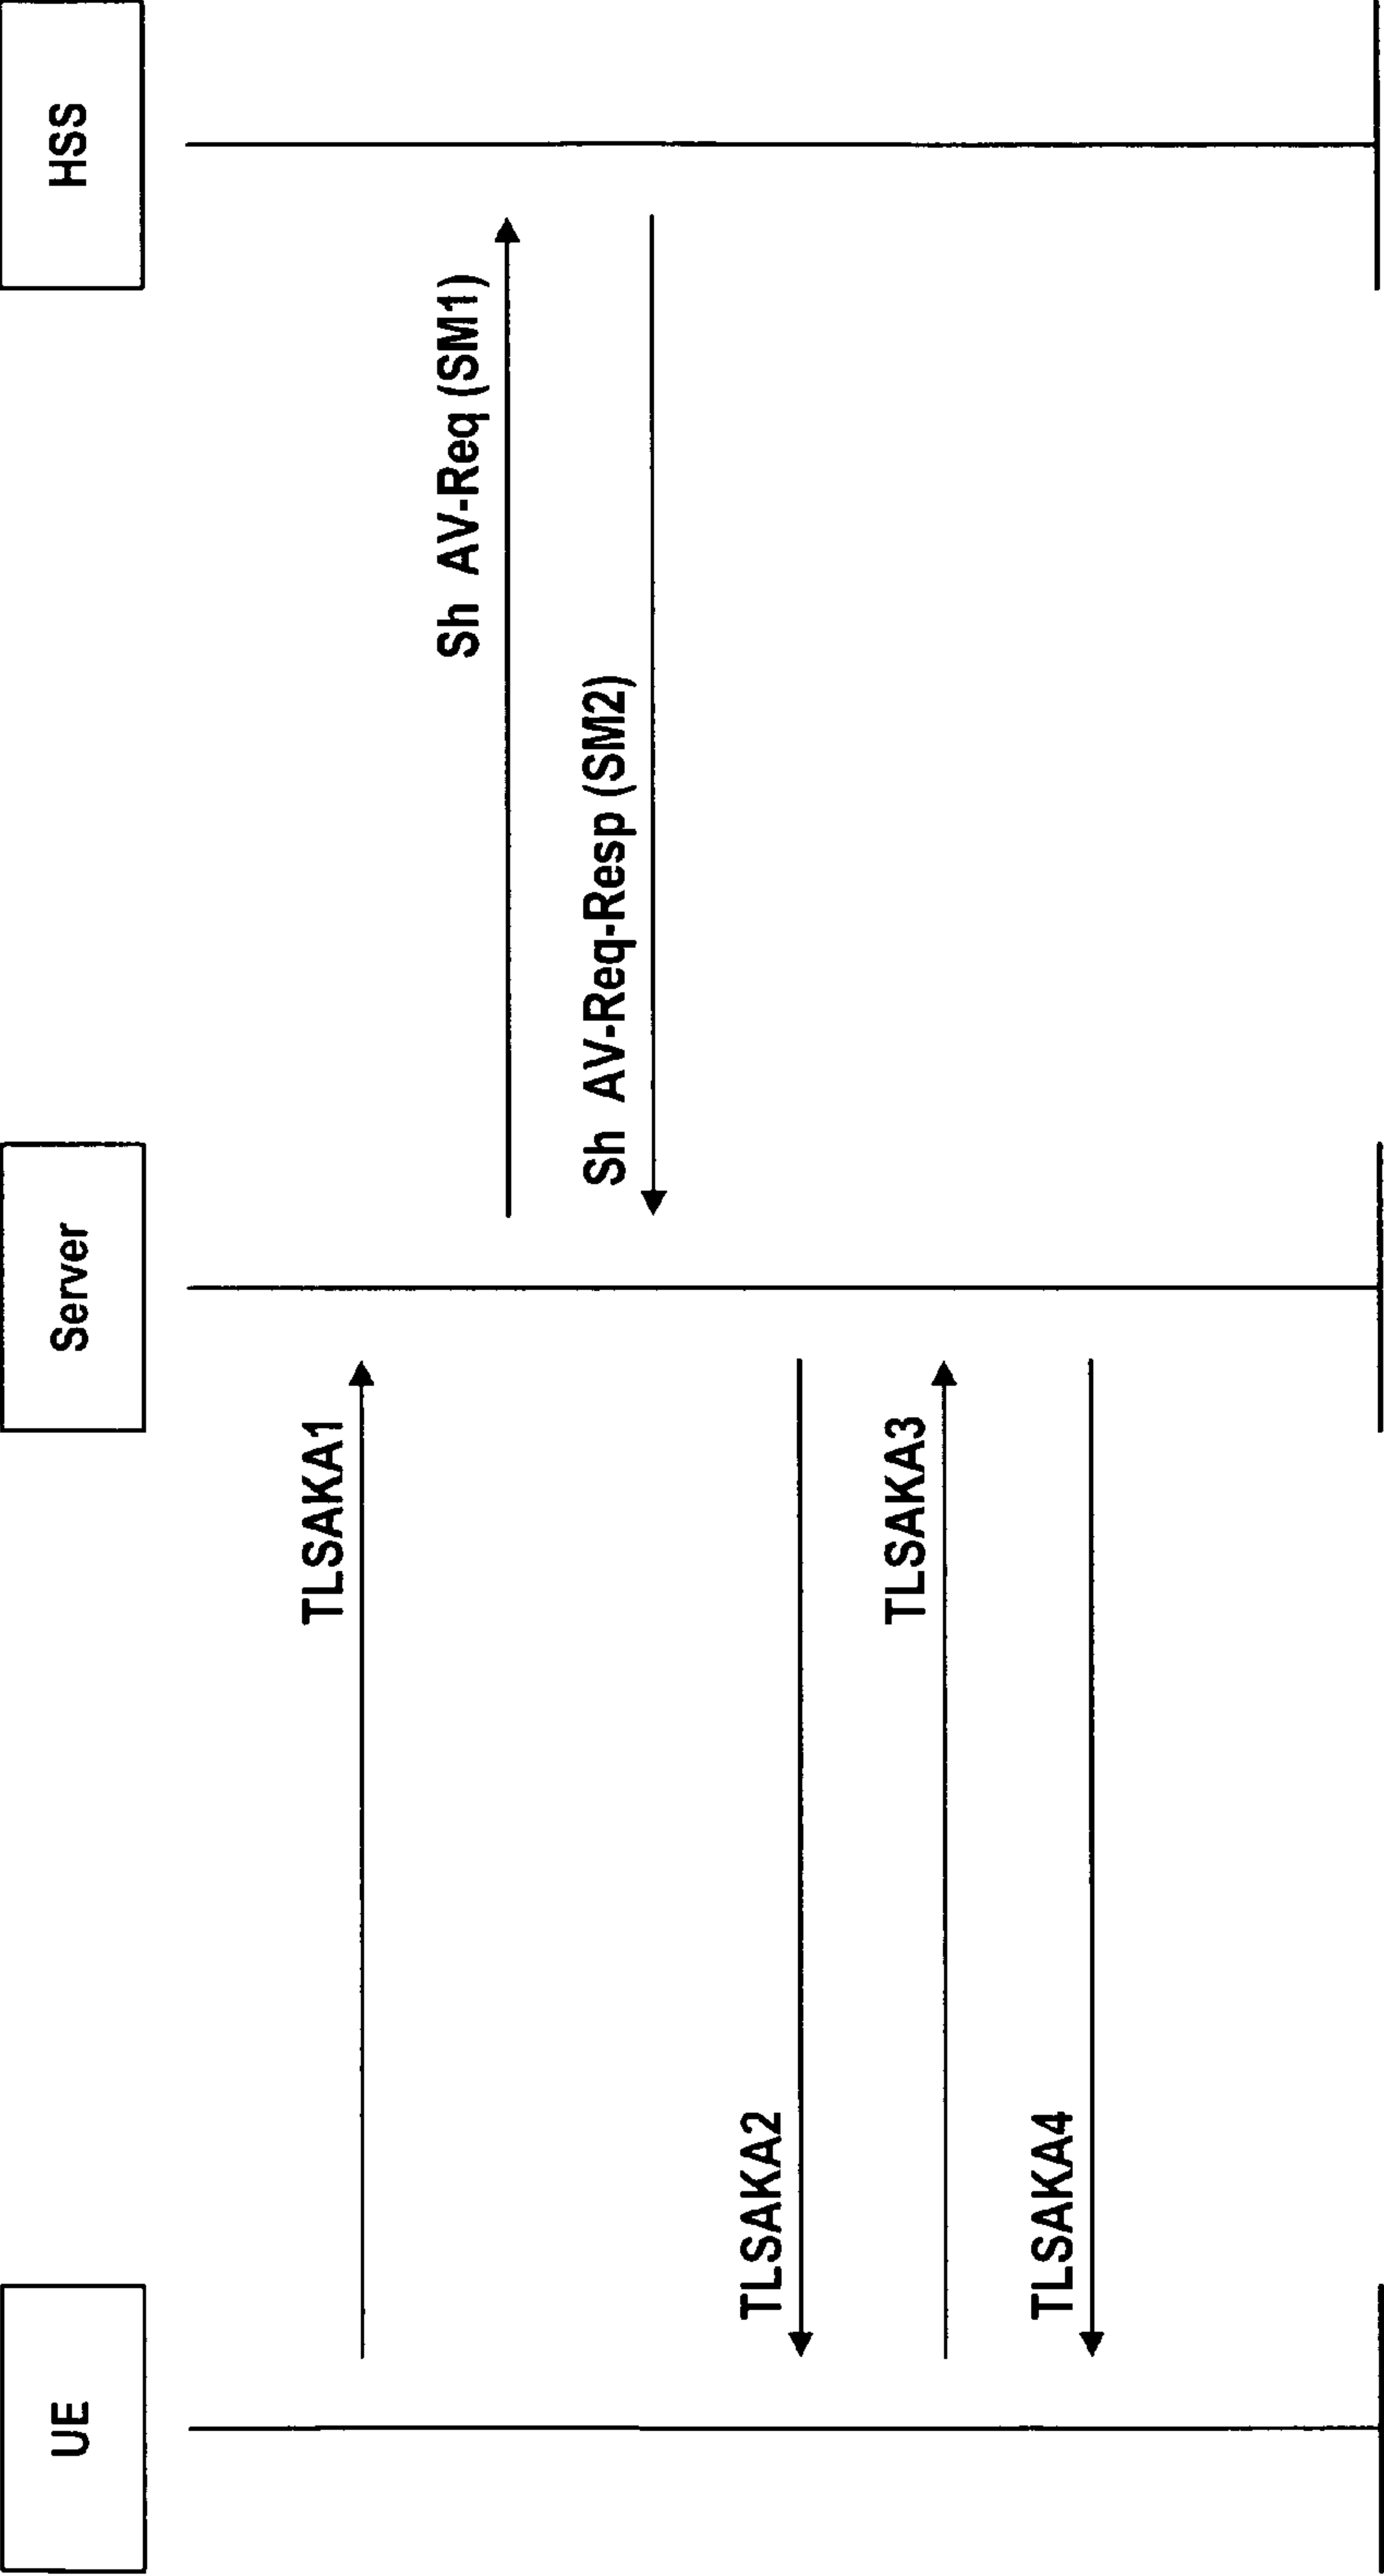 UE
Server
HSS
TLSAKA1
Sh AV-Req (SM1)
Sh AV-Req-Resp (SM2)
TLSAKA2
TLSAKA3
TLSAKA4